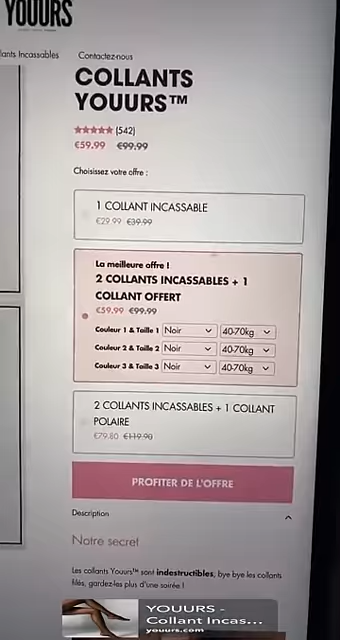 YOUURS
lants Incassables
Contactez-nous
COLLANTS
YOUURS™
★★★★★ (542)
€59.99 €99.99
Choisissez votre offre :
1 COLLANT INCASSABLE
€29.99 €39.99
La meilleure offre !
2 COLLANTS INCASSABLES + 1
COLLANT OFFERT
€59.99 €99.99
Couleur 1 & Taille 1 Noir 40-70kg
Couleur 2 & Taille 2 Noir 40-70kg
Couleur 3 & Taille 3 Noir 40-70kg
2 COLLANTS INCASSABLES + 1 COLLANT
POLAIRE
€79.80 €119.90
PROFITER DE L'OFFRE
Description
Notre secret
Les collants Youurs™ sont indestructibles, bye bye les collants
filés, gardez-les plus d'une soirée !
YOUURS -
Collant Incas...
youurs.com